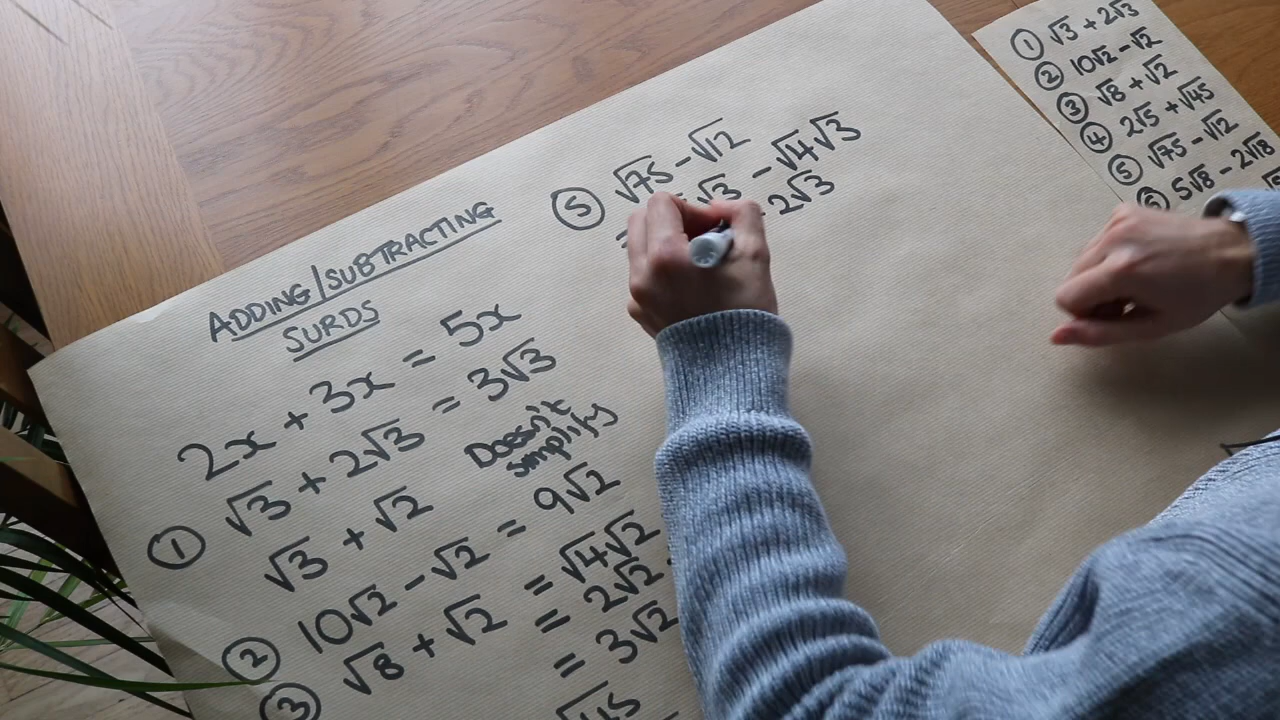 ADDING/SUBTRACTING
SURDS
2x + 3x = 5x
① √3 + 2√3 = 3√3
√3 + √2 Doesn't
simplify
② 10√2 - √2 = 9√2
③ √8 + √2 = √4√2
= 2√2
= 3√2
√45
⑤ √75 - √12
√3 - √4√3
= 2√3
① √3 + 2√3
② 10√2 - √2
③ √8 + √2
④ 2√5 + √45
⑤ √75 - √12
⑥ 5√8 - 2√18